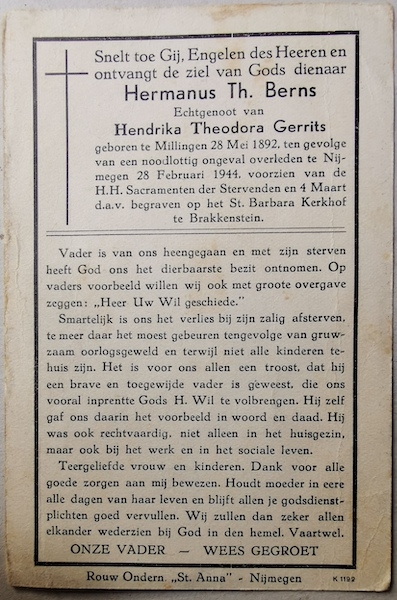 Snelt toe Gij, Engelen des Heeren en
ontvangt de ziel van Gods dienaar
Hermanus Th. Berns
Echtgenoot van
Hendrika Theodora Gerrits
geboren te Millingen 28 Mei 1892, ten gevolge
van een noodlottig ongeval overleden te Nij-
megen 28 Februari 1944, voorzien van de
H.H. Sacramenten der Stervenden en 4 Maart
d.a.v. begraven op het St. Barbara Kerkhof
te Brakkenstein.
Vader is van ons heengegaan en met zijn sterven
heeft God ons het dierbaarste bezit ontnomen. Op
vaders voorbeeld willen wij ook met groote overgave
zeggen: „Heer Uw Wil geschiede."
Smartelijk is ons het verlies bij zijn zalig afsterven,
te meer daar het moest gebeuren tengevolge van gruw-
zaam oorlogsgeweld en terwijl niet alle kinderen te-
huis zijn. Het is voor ons allen een troost, dat hij
een brave en toegewijde vader is geweest, die ons
vooral inprentte Gods H. Wil te volbrengen. Hij zelf
gaf ons daarin het voorbeeld in woord en daad. Hij
was ook rechtvaardig, niet alleen in het huisgezin,
maar ook bij het werk en in het sociale leven.
Teergeliefde vrouw en kinderen. Dank voor alle
goede zorgen aan mij bewezen. Houdt moeder in eere
alle dagen van haar leven en blijft allen je godsdienst-
plichten goed vervullen. Wij zullen dan zeker allen
elkander wederzien bij God in den hemel. Vaartwel.
ONZE VADER — WEES GEGROET
Rouw Ondern. „St. Anna" - Nijmegen K 1199